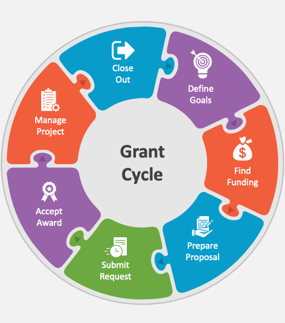 Grant
Cycle
Define
Goals
Find
Funding
Prepare
Proposal
Submit
Request
Accept
Award
Manage
Project
Close
Out